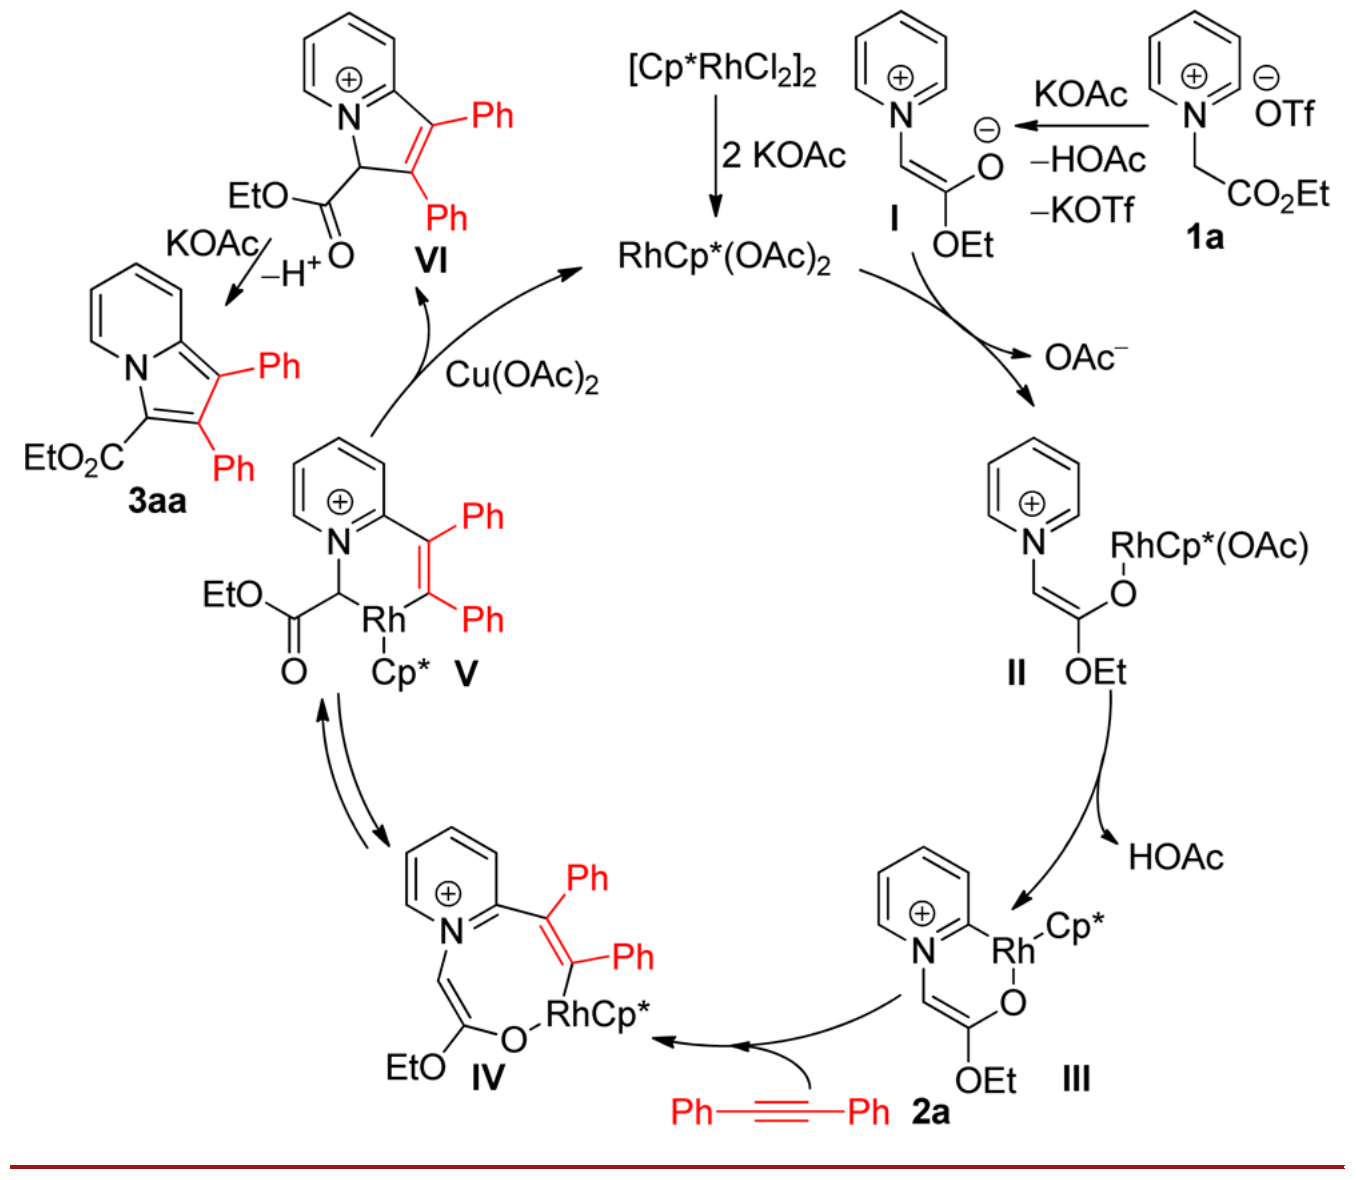 [Cp*RhCl2]2
2 KOAc
RhCp*(OAc)2
N
⊕
O
⊖
OEt
I
KOAc
–HOAc
–KOTf
N
⊕
⊖
OTf
CO2Et
1a
OAc–
N
⊕
RhCp*(OAc)
O
OEt
II
HOAc
N
⊕
Rh
Cp*
O
OEt
III
Ph
Ph
2a
N
⊕
Ph
Ph
RhCp*
O
EtO
IV
N
⊕
Ph
Ph
EtO
O
Rh
Cp*
V
Cu(OAc)2
N
⊕
Ph
Ph
EtO
O
VI
KOAc
–H+
N
Ph
Ph
EtO2C
3aa